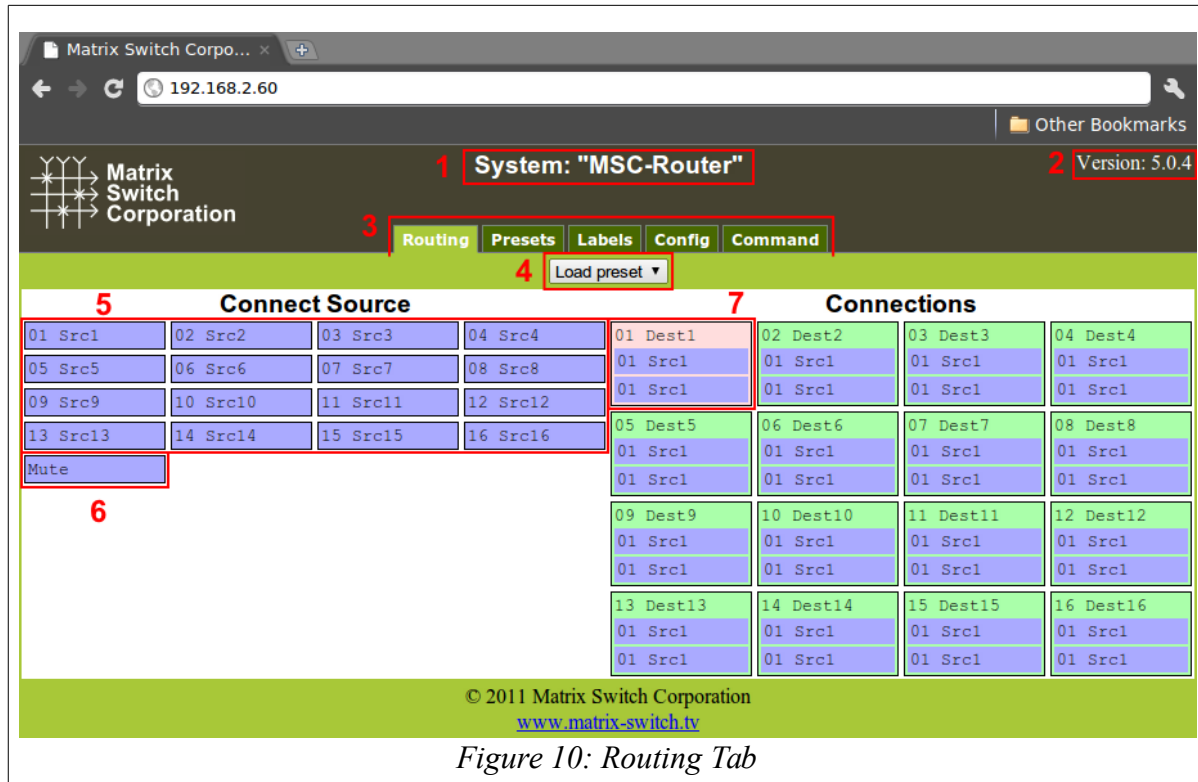 Matrix Switch Corpo... ×
192.168.2.60
Other Bookmarks
Matrix
Switch
Corporation
1 System: "MSC-Router"
2 Version: 5.0.4
3 Routing Presets Labels Config Command
4 Load preset ▼
5 Connect Source
7 Connections
01 Src1 02 Src2 03 Src3 04 Src4
05 Src5 06 Src6 07 Src7 08 Src8
09 Src9 10 Src10 11 Src11 12 Src12
13 Src13 14 Src14 15 Src15 16 Src16
Mute
6
01 Dest1 02 Dest2 03 Dest3 04 Dest4
01 Src1 01 Src1 01 Src1 01 Src1
01 Src1 01 Src1 01 Src1 01 Src1
05 Dest5 06 Dest6 07 Dest7 08 Dest8
01 Src1 01 Src1 01 Src1 01 Src1
01 Src1 01 Src1 01 Src1 01 Src1
09 Dest9 10 Dest10 11 Dest11 12 Dest12
01 Src1 01 Src1 01 Src1 01 Src1
01 Src1 01 Src1 01 Src1 01 Src1
13 Dest13 14 Dest14 15 Dest15 16 Dest16
01 Src1 01 Src1 01 Src1 01 Src1
01 Src1 01 Src1 01 Src1 01 Src1
© 2011 Matrix Switch Corporation
www.matrix-switch.tv
Figure 10: Routing Tab